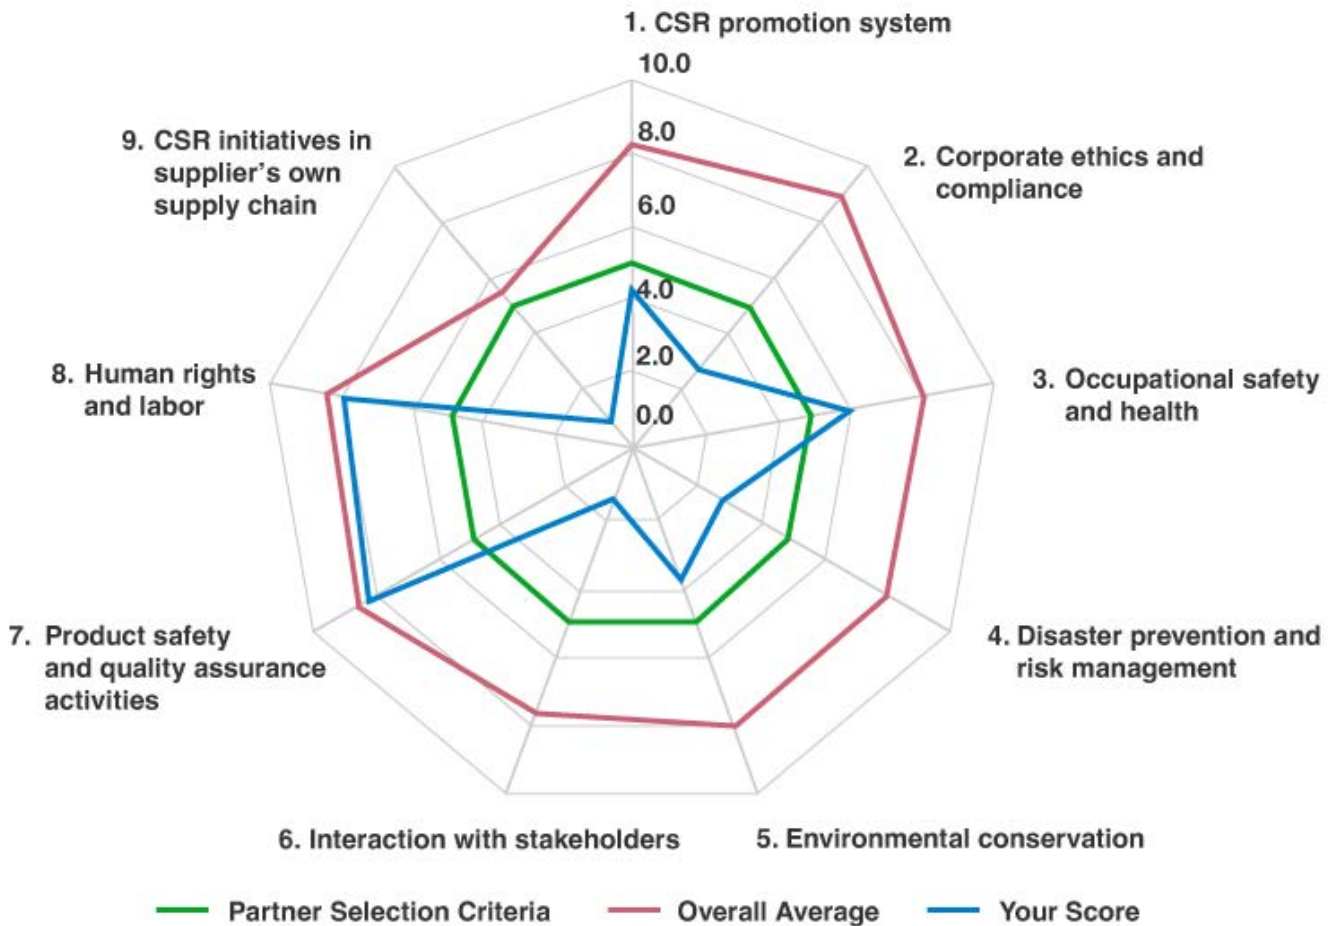 1. CSR promotion system
10.0
8.0
6.0
4.0
2.0
0.0
2. Corporate ethics and
compliance
3. Occupational safety
and health
4. Disaster prevention and
risk management
5. Environmental conservation
6. Interaction with stakeholders
7. Product safety
and quality assurance
activities
8. Human rights
and labor
9. CSR initiatives in
supplier’s own
supply chain
Partner Selection Criteria
Overall Average
Your Score